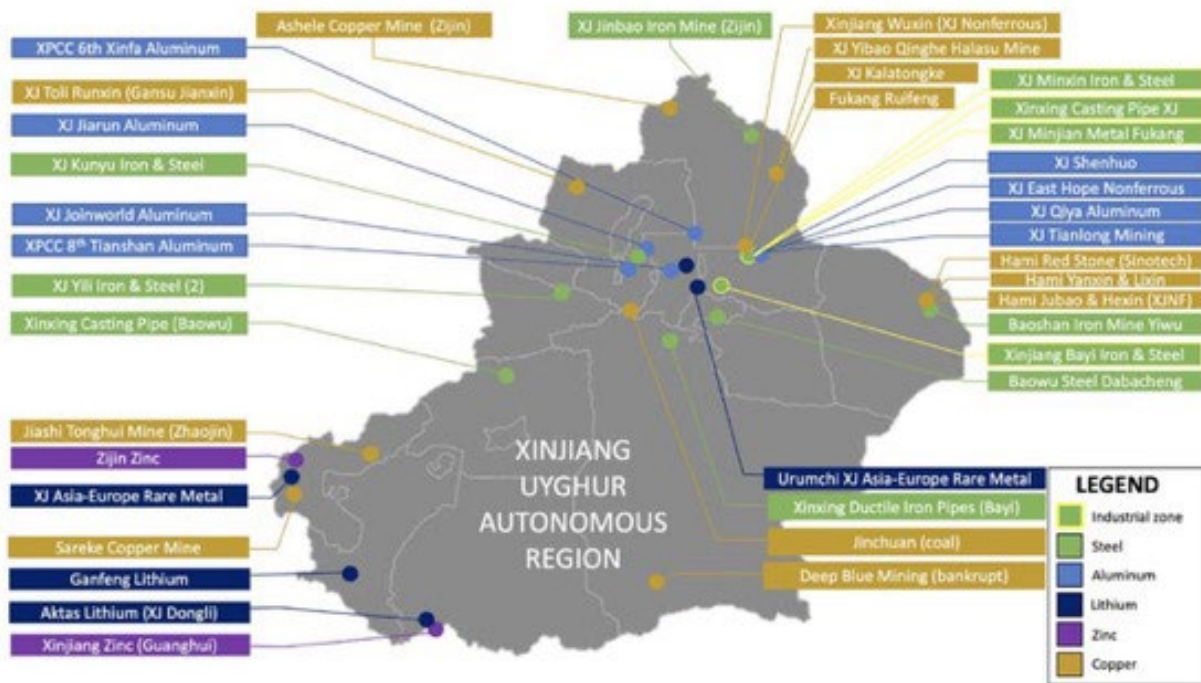 Ashele Copper Mine (Zijin)
XJ Jinbao Iron Mine (Zijin)
XPCC 6th Xinfa Aluminum
XJ Toli Runxin (Gansu Jianxin)
XJ Jiarun Aluminum
XJ Kunyu Iron & Steel
XJ Joinworld Aluminum
XPCC 8th Tianshan Aluminum
XJ Yili Iron & Steel (2)
Xinxing Casting Pipe (Baowu)
Jiashi Tonghui Mine (Zhaojin)
Zijin Zinc
XJ Asia-Europe Rare Metal
Sareke Copper Mine
Ganfeng Lithium
Aktas Lithium (XJ Dongli)
Xinjiang Zinc (Guanghui)
Xinjiang Wuxin (XJ Nonferrous)
XJ Yibao Qinghe Halasu Mine
XJ Kalatongke
Fukang Ruifeng
XJ Minxin Iron & Steel
Xinxing Casting Pipe XJ
XJ Minjian Metal Fukang
XJ Shenhuo
XJ East Hope Nonferrous
XJ Qiya Aluminum
XJ Tianlong Mining
Hami Red Stone (Sinotech)
Hami Yanxin & Lixin
Hami Jubao & Hexin (XJNF)
Baoshan Iron Mine Yiwu
Xinjiang Bayi Iron & Steel
Baowu Steel Dabacheng
XINJIANG
UYGHUR
AUTONOMOUS
REGION
Urumchi XJ Asia-Europe Rare Metal
Xinxing Ductile Iron Pipes (Bayi)
Jinchuan (coal)
Deep Blue Mining (bankrupt)
LEGEND
Industrial zone
Steel
Aluminum
Lithium
Zinc
Copper